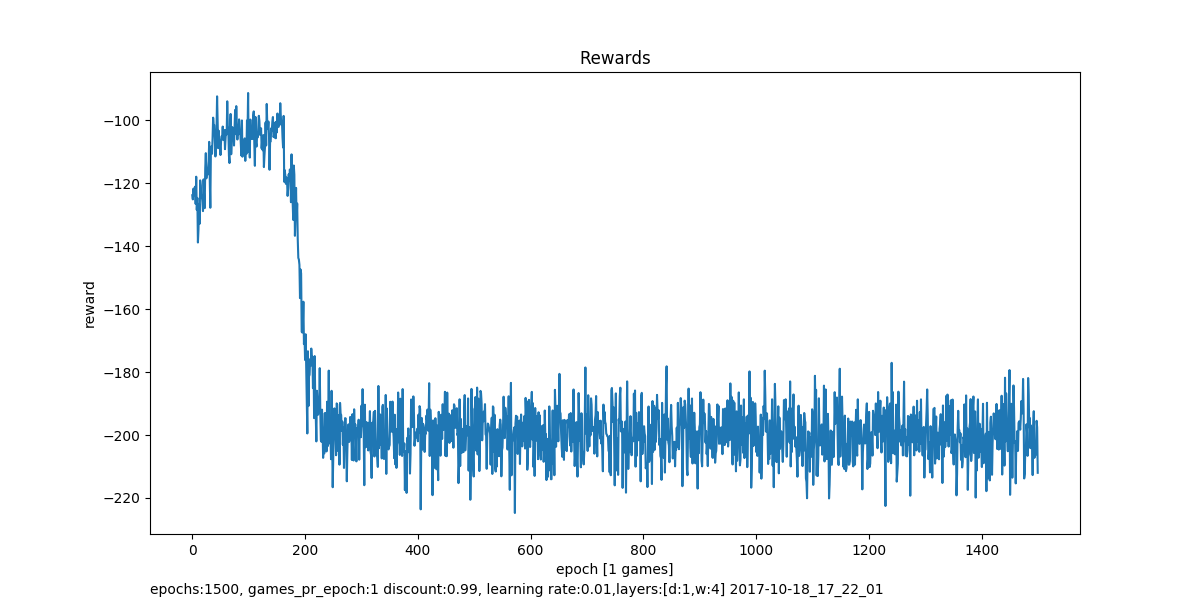 Rewards
−100
−120
−140
−160
−180
−200
−220
reward
0 200 400 600 800 1000 1200 1400
epoch [1 games]
epochs:1500, games_pr_epoch:1 discount:0.99, learning rate:0.01,layers:[d:1,w:4] 2017-10-18_17_22_01